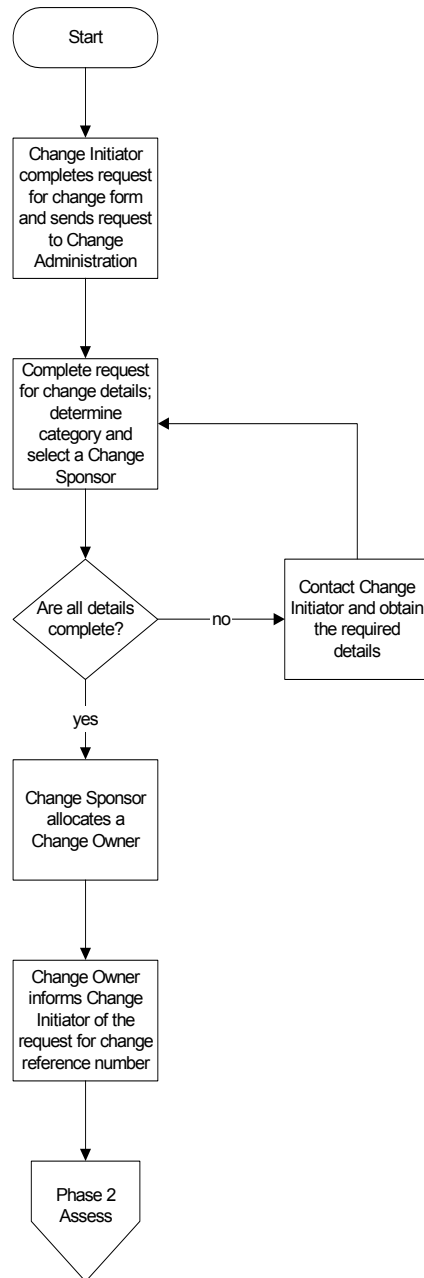 Start
Change Initiator
completes request
for change form
and sends request
to Change
Administration
Complete request
for change details;
determine
category and
select a Change
Sponsor
Are all details
complete?
no
Contact Change
Initiator and obtain
the required
details
yes
Change Sponsor
allocates a
Change Owner
Change Owner
informs Change
Initiator of the
request for change
reference number
Phase 2
Assess